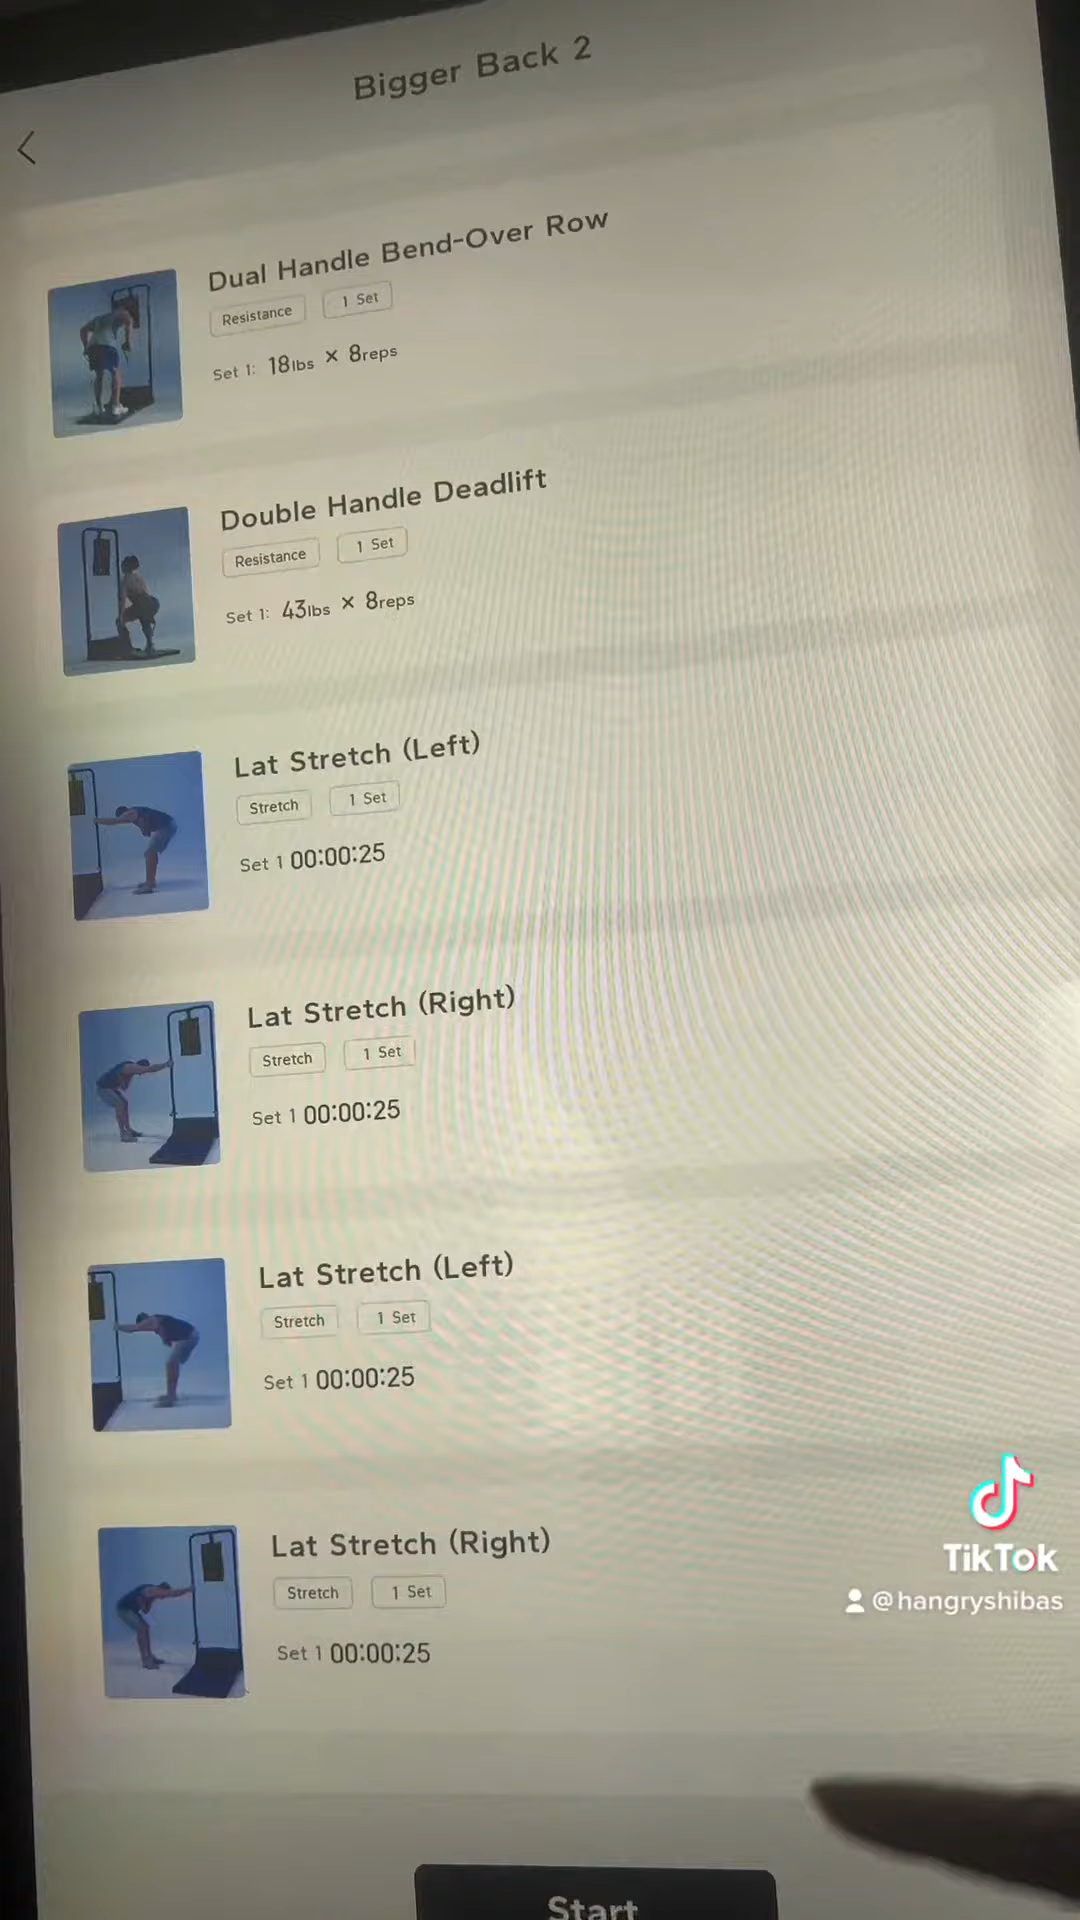 Bigger Back 2
Dual Handle Bend-Over Row
Resistance 1 Set
Set 1: 18lbs × 8reps
Double Handle Deadlift
Resistance 1 Set
Set 1: 43lbs × 8reps
Lat Stretch (Left)
Stretch 1 Set
Set 1 00:00:25
Lat Stretch (Right)
Stretch 1 Set
Set 1 00:00:25
Lat Stretch (Left)
Stretch 1 Set
Set 1 00:00:25
Lat Stretch (Right)
Stretch 1 Set
Set 1 00:00:25
TikTok
@hangryshibas
Start